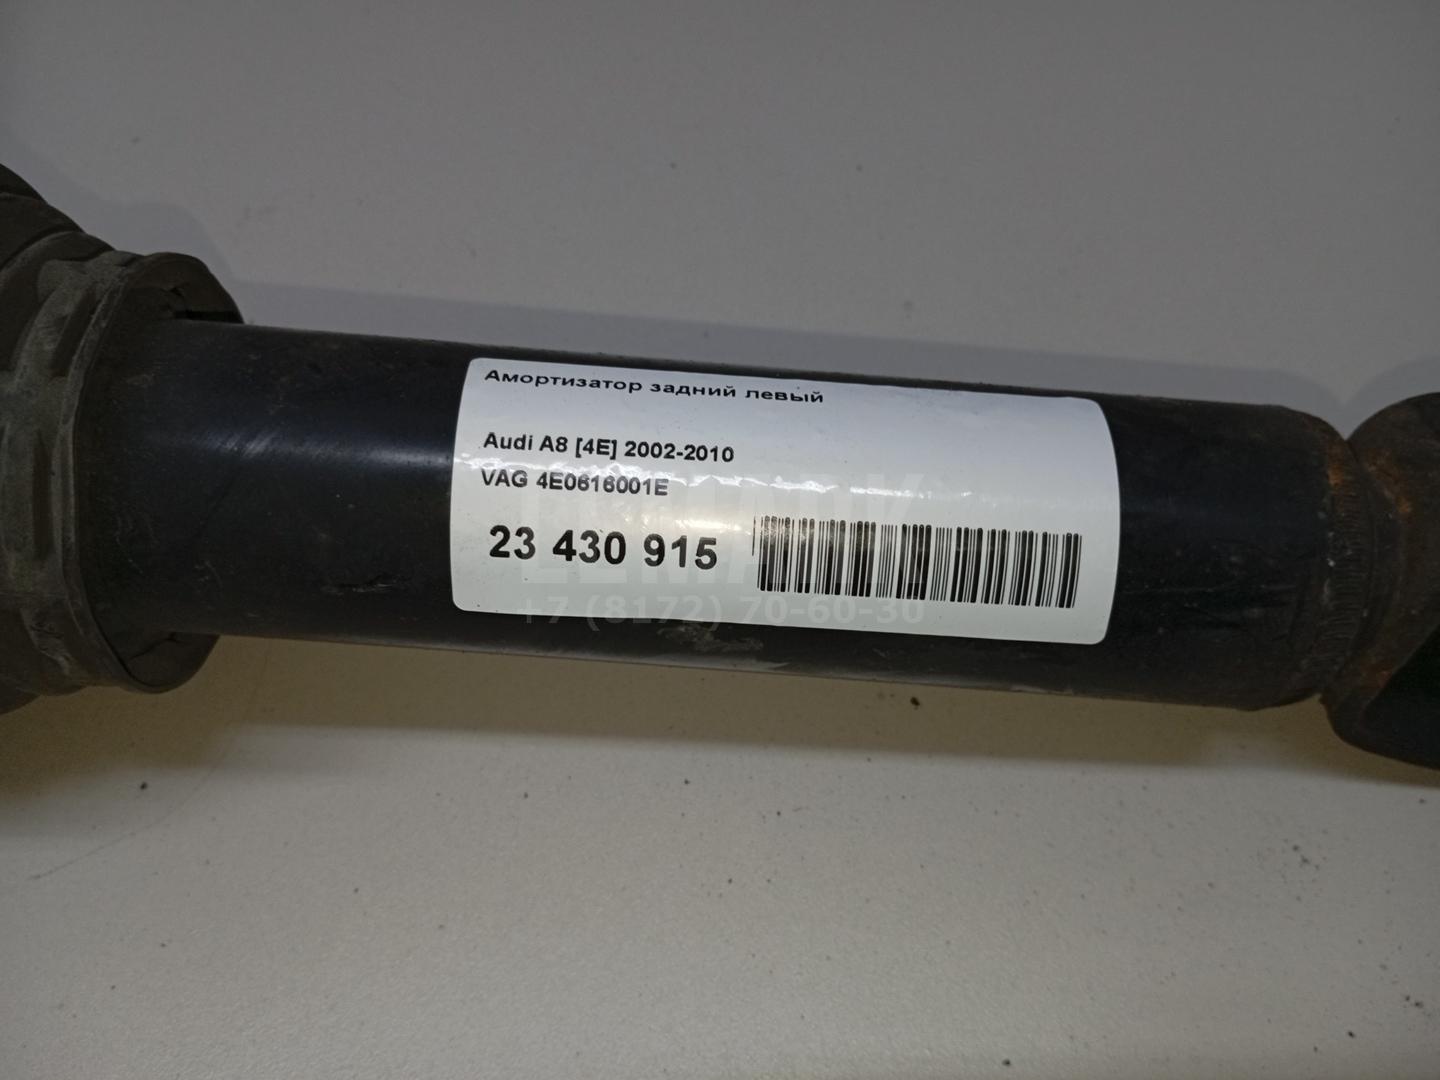 Амортизатор задний левый
Audi A8 [4E] 2002-2010
VAG 4E0616001E
23 430 915
+7 (8172) 70-60-30